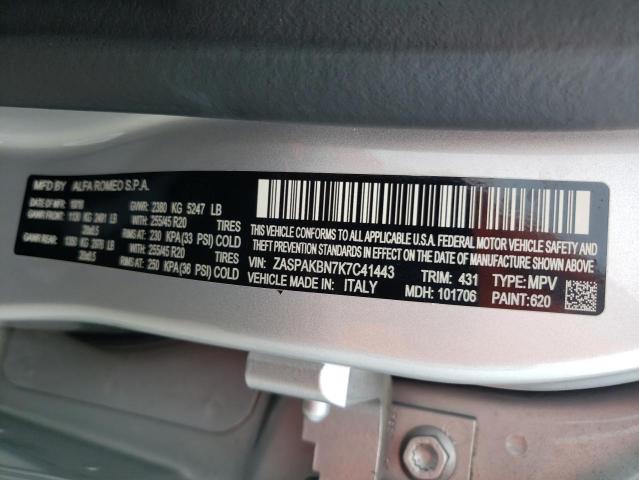 MFD BY ALFA ROMEO S.P.A.
DATE OF MFD 10/18 GVWR: 2380 KG 5247 LB
GAWR FRONT: 1130 KG 2491 LB WITH 255/45 R20 TIRES
RIMS AT: 230 KPA(33 PSI) COLD
GAWR REAR: KG LB WITH 255/45 R20 TIRES
RIMS AT: 250 KPA(36 PSI) COLD
THIS VEHICLE CONFORMS TO ALL APPLICABLE U.S.A. FEDERAL MOTOR VEHICLE SAFETY AND
THEFT PREVENTION STANDARDS IN EFFECT ON THE DATE OF MANUFACTURE SHOWN ABOVE.
VIN: ZASPAKBN7K7C41443 TRIM: 431 TYPE: MPV
VEHICLE MADE IN: ITALY MDH: 101706 PAINT: 620